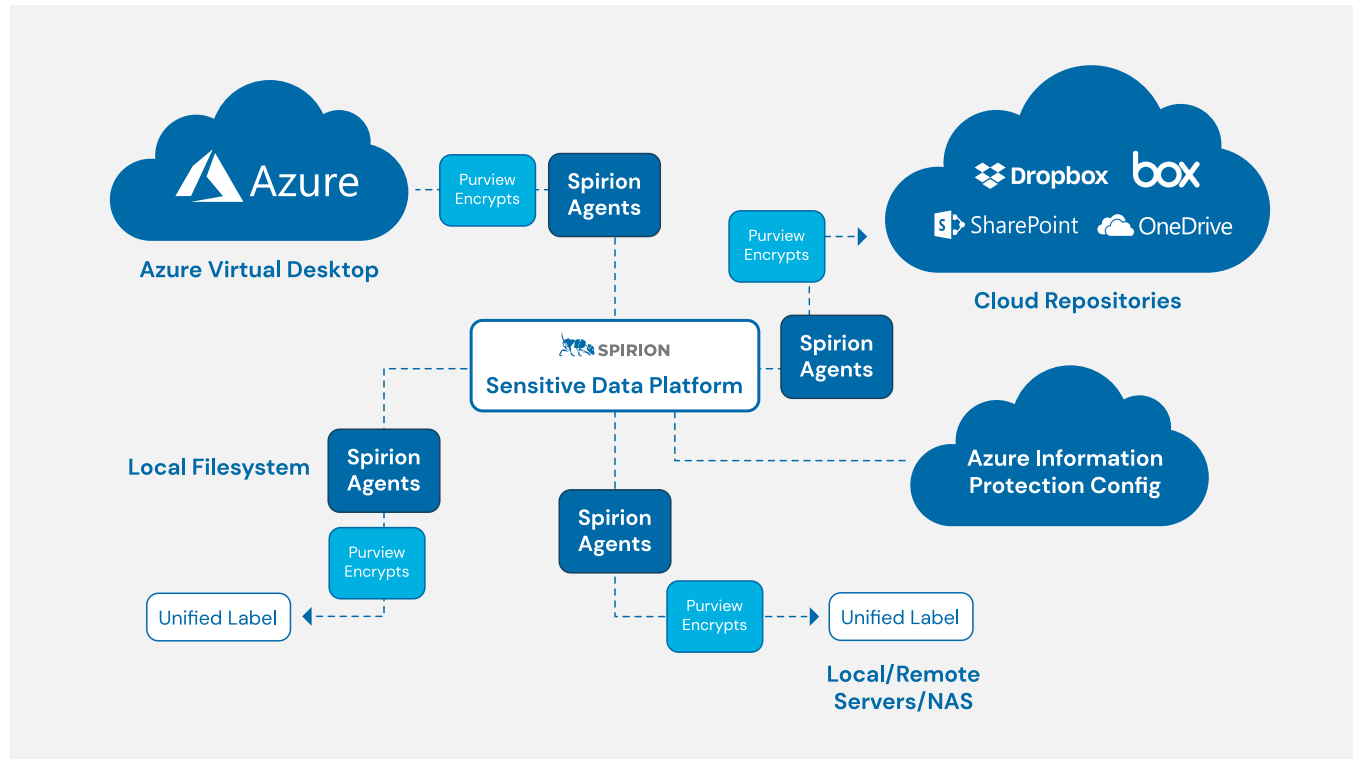 Azure
Azure Virtual Desktop
Purview
Encrypts
Spirion
Agents
Purview
Encrypts
Dropbox
box
SharePoint
OneDrive
Cloud Repositories
SPIRION
Sensitive Data Platform
Spirion
Agents
Local Filesystem
Spirion
Agents
Purview
Encrypts
Unified Label
Azure Information
Protection Config
Spirion
Agents
Purview
Encrypts
Unified Label
Local/Remote
Servers/NAS